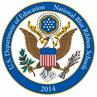 U.S. Department of Education
National Blue Ribbon Schools
2014